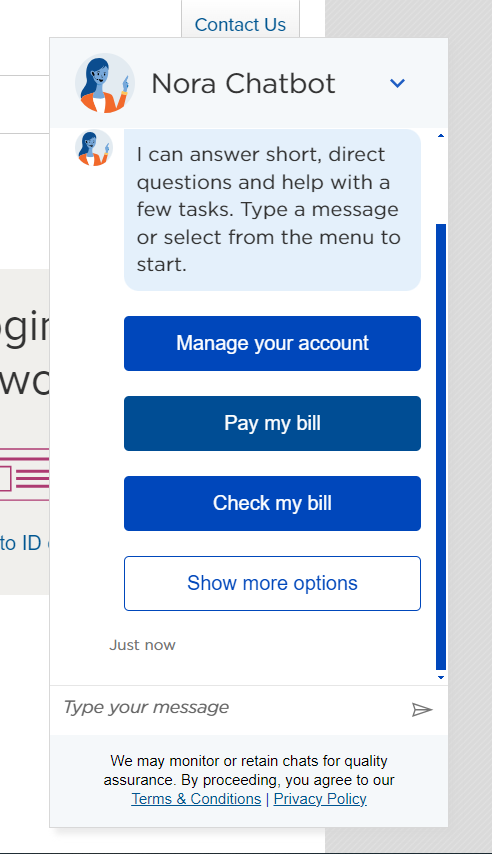 Contact Us
Nora Chatbot
I can answer short, direct
questions and help with a
few tasks. Type a message
or select from the menu to
start.
Manage your account
Pay my bill
Check my bill
Show more options
to ID
Just now
Type your message
We may monitor or retain chats for quality
assurance. By proceeding, you agree to our
Terms & Conditions | Privacy Policy